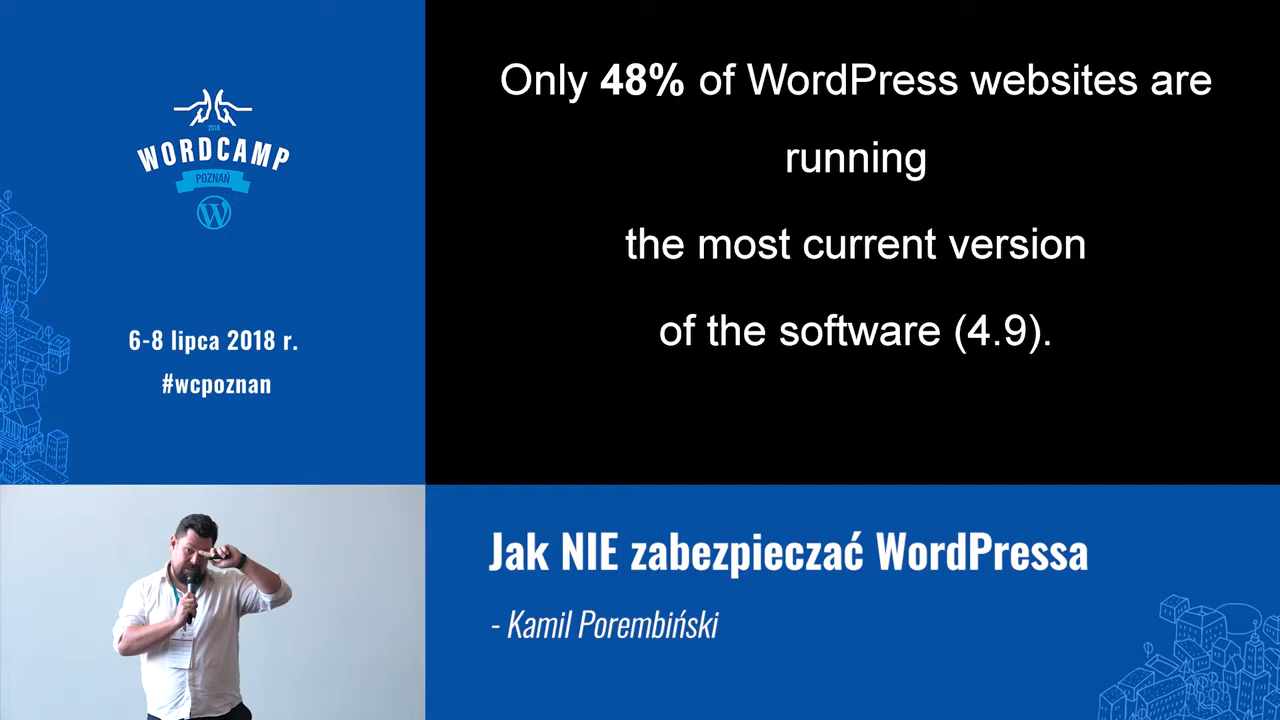 2018
WORDCAMP
POZNAŃ
6-8 lipca 2018 r.
#wcpoznan
Only 48% of WordPress websites are
running
the most current version
of the software (4.9).
Jak NIE zabezpieczać WordPressa
- Kamil Porembiński